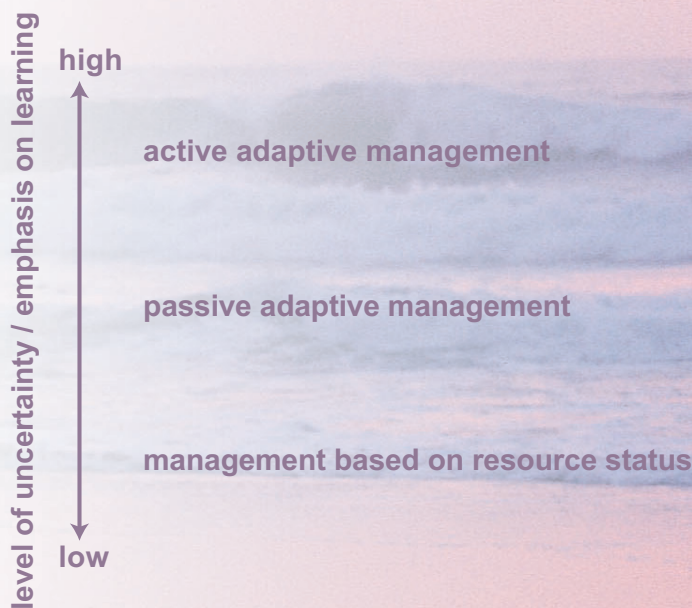 level of uncertainty / emphasis on learning
high
active adaptive management
passive adaptive management
management based on resource status
low